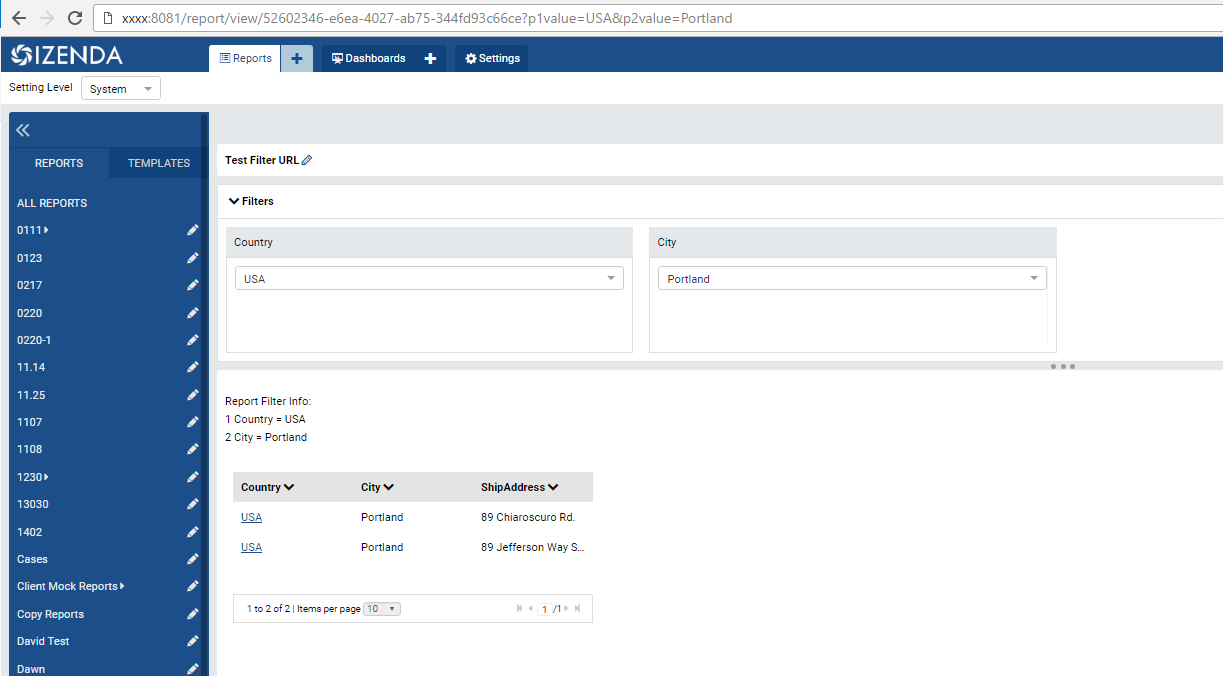 xxxx:8081/report/view/52602346-e6ea-4027-ab75-344fd93c66ce?p1value=USA&p2value=Portland
IZENDA
Reports
Dashboards
Settings
Setting Level System
REPORTS TEMPLATES
ALL REPORTS
0111
0123
0217
0220
0220-1
11.14
11.25
1107
1108
1230
13030
1402
Cases
Client Mock Reports
Copy Reports
David Test
Dawn
Test Filter URL
Filters
Country
USA
City
Portland
Report Filter Info:
1 Country = USA
2 City = Portland
Country City ShipAddress
USA Portland 89 Chiaroscuro Rd.
USA Portland 89 Jefferson Way S...
1 to 2 of 2 | Items per page 10 1 /1